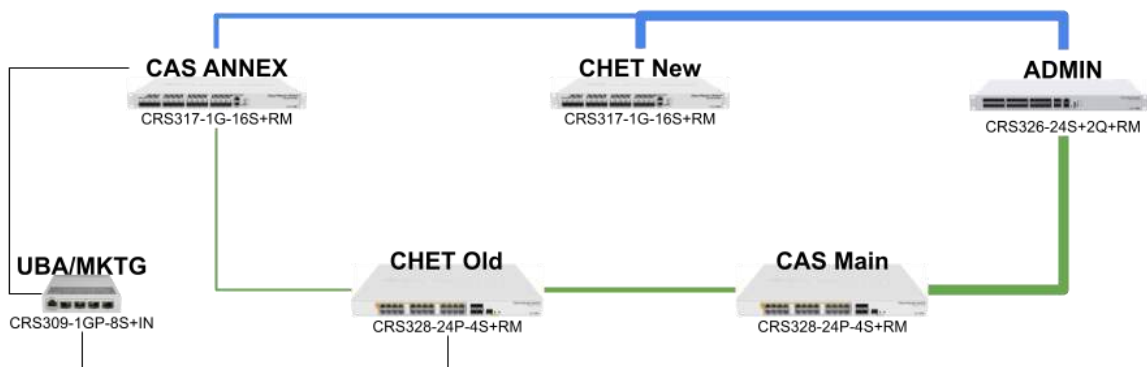 CAS ANNEX
CRS317-1G-16S+RM
CHET New
CRS317-1G-16S+RM
ADMIN
CRS326-24S+2Q+RM
UBA/MKTG
CRS309-1GP-8S+IN
CHET Old
CRS328-24P-4S+RM
CAS Main
CRS328-24P-4S+RM